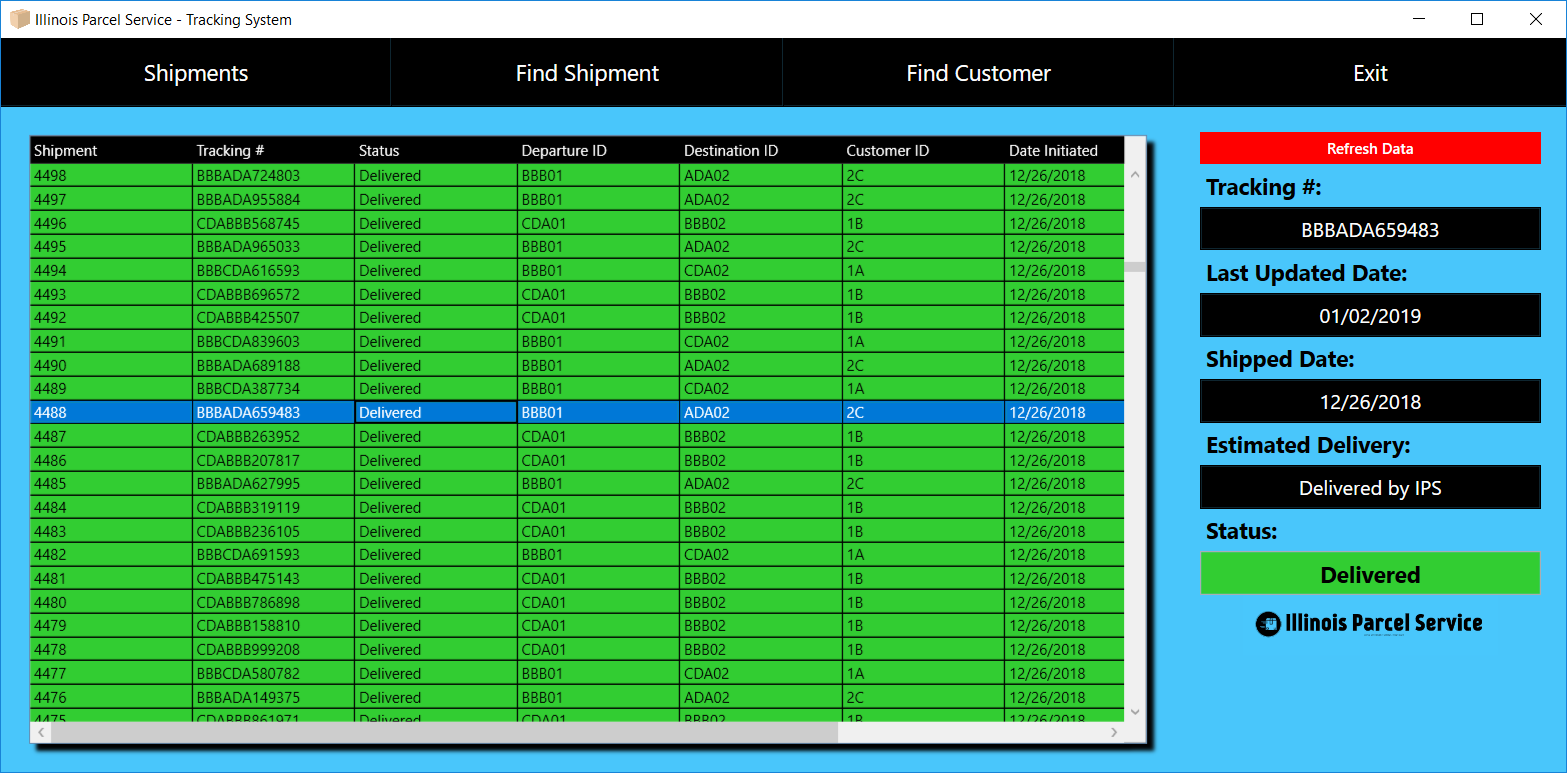 Illinois Parcel Service - Tracking System
Shipments Find Shipment Find Customer Exit
Shipment Tracking # Status Departure ID Destination ID Customer ID Date Initiated
4498 BBBADA724803 Delivered BBB01 ADA02 2C 12/26/2018
4497 BBBADA955884 Delivered BBB01 ADA02 2C 12/26/2018
4496 CDABBB568745 Delivered CDA01 BBB02 1B 12/26/2018
4495 BBBADA965033 Delivered BBB01 ADA02 2C 12/26/2018
4494 BBBCDA616593 Delivered BBB01 CDA02 1A 12/26/2018
4493 CDABBB696572 Delivered CDA01 BBB02 1B 12/26/2018
4492 CDABBB425507 Delivered CDA01 BBB02 1B 12/26/2018
4491 BBBCDA839603 Delivered BBB01 CDA02 1A 12/26/2018
4490 BBBADA689188 Delivered BBB01 ADA02 2C 12/26/2018
4489 BBBCDA387734 Delivered BBB01 CDA02 1A 12/26/2018
4488 BBBADA659483 Delivered BBB01 ADA02 2C 12/26/2018
4487 CDABBB263952 Delivered CDA01 BBB02 1B 12/26/2018
4486 CDABBB207817 Delivered CDA01 BBB02 1B 12/26/2018
4485 BBBADA627995 Delivered BBB01 ADA02 2C 12/26/2018
4484 CDABBB319119 Delivered CDA01 BBB02 1B 12/26/2018
4483 CDABBB236105 Delivered CDA01 BBB02 1B 12/26/2018
4482 BBBCDA691593 Delivered BBB01 CDA02 1A 12/26/2018
4481 CDABBB475143 Delivered CDA01 BBB02 1B 12/26/2018
4480 CDABBB786898 Delivered CDA01 BBB02 1B 12/26/2018
4479 CDABBB158810 Delivered CDA01 BBB02 1B 12/26/2018
4478 CDABBB999208 Delivered CDA01 BBB02 1B 12/26/2018
4477 BBBCDA580782 Delivered BBB01 CDA02 1A 12/26/2018
4476 BBBADA149375 Delivered BBB01 ADA02 2C 12/26/2018
4475 CDABBB861971 Delivered CDA01 BBB02 1B 12/26/2018
Refresh Data
Tracking #:
BBBADA659483
Last Updated Date:
01/02/2019
Shipped Date:
12/26/2018
Estimated Delivery:
Delivered by IPS
Status:
Delivered
Illinois Parcel Service